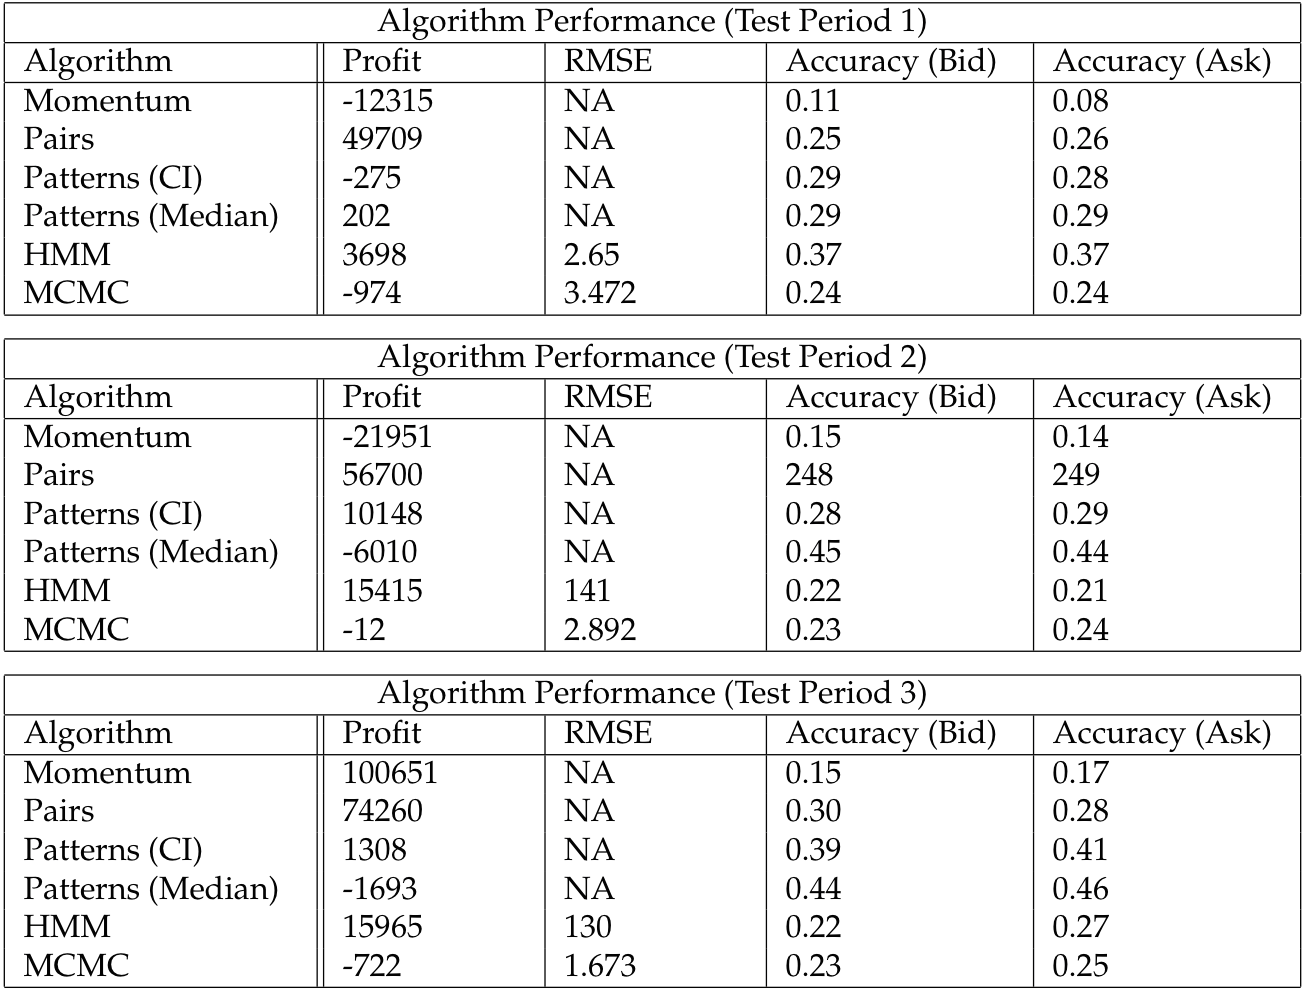 Algorithm Performance (Test Period 1)
Algorithm Profit RMSE Accuracy (Bid) Accuracy (Ask)
Momentum -12315 NA 0.11 0.08
Pairs 49709 NA 0.25 0.26
Patterns (CI) -275 NA 0.29 0.28
Patterns (Median) 202 NA 0.29 0.29
HMM 3698 2.65 0.37 0.37
MCMC -974 3.472 0.24 0.24
Algorithm Performance (Test Period 2)
Algorithm Profit RMSE Accuracy (Bid) Accuracy (Ask)
Momentum -21951 NA 0.15 0.14
Pairs 56700 NA 248 249
Patterns (CI) 10148 NA 0.28 0.29
Patterns (Median) -6010 NA 0.45 0.44
HMM 15415 141 0.22 0.21
MCMC -12 2.892 0.23 0.24
Algorithm Performance (Test Period 3)
Algorithm Profit RMSE Accuracy (Bid) Accuracy (Ask)
Momentum 100651 NA 0.15 0.17
Pairs 74260 NA 0.30 0.28
Patterns (CI) 1308 NA 0.39 0.41
Patterns (Median) -1693 NA 0.44 0.46
HMM 15965 130 0.22 0.27
MCMC -722 1.673 0.23 0.25